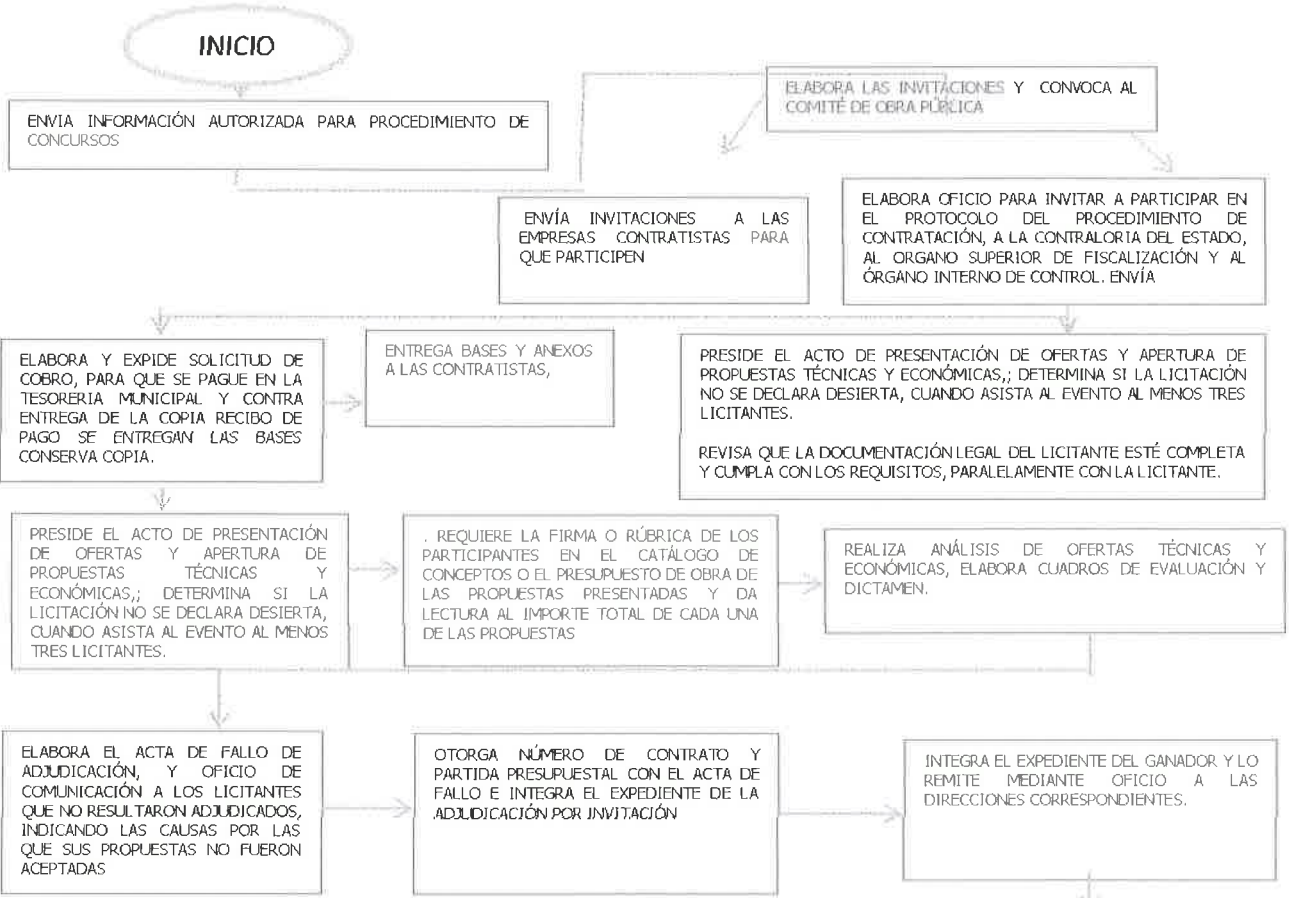 INICIO
ENVIA INFORMACIÓN AUTORIZADA PARA PROCEDIMIENTO DE
CONCURSOS
ELABORA LAS INVITACIONES Y CONVOCA AL
COMITÉ DE OBRA PÚBLICA
ENVÍA INVITACIONES A LAS
EMPRESAS CONTRATISTAS PARA
QUE PARTICIPEN
ELABORA OFICIO PARA INVITAR A PARTICIPAR EN
EL PROTOCOLO DEL PROCEDIMIENTO DE
CONTRATACIÓN, A LA CONTRALORIA DEL ESTADO,
AL ORGANO SUPERIOR DE FISCALIZACIÓN Y AL
ÓRGANO INTERNO DE CONTROL. ENVÍA
ELABORA Y EXPIDE SOLICITUD DE
COBRO, PARA QUE SE PAGUE EN LA
TESORERIA MUNICIPAL Y CONTRA
ENTREGA DE LA COPIA RECIBO DE
PAGO SE ENTREGAN LAS BASES
CONSERVA COPIA.
ENTREGA BASES Y ANEXOS
A LAS CONTRATISTAS,
PRESIDE EL ACTO DE PRESENTACIÓN DE OFERTAS Y APERTURA DE
PROPUESTAS TÉCNICAS Y ECONÓMICAS,; DETERMINA SI LA LICITACIÓN
NO SE DECLARA DESIERTA, CUANDO ASISTA AL EVENTO AL MENOS TRES
LICITANTES.
REVISA QUE LA DOCUMENTACIÓN LEGAL DEL LICITANTE ESTÉ COMPLETA
Y CUMPLA CON LOS REQUISITOS, PARALELAMENTE CON LA LICITANTE.
PRESIDE EL ACTO DE PRESENTACIÓN
DE OFERTAS Y APERTURA DE
PROPUESTAS TÉCNICAS Y
ECONÓMICAS,; DETERMINA SI LA
LICITACIÓN NO SE DECLARA DESIERTA,
CUANDO ASISTA AL EVENTO AL MENOS
TRES LICITANTES.
. REQUIERE LA FIRMA O RÚBRICA DE LOS
PARTICIPANTES EN EL CATÁLOGO DE
CONCEPTOS O EL PRESUPUESTO DE OBRA DE
LAS PROPUESTAS PRESENTADAS Y DA
LECTURA AL IMPORTE TOTAL DE CADA UNA
DE LAS PROPUESTAS
REALIZA ANÁLISIS DE OFERTAS TÉCNICAS Y
ECONÓMICAS, ELABORA CUADROS DE EVALUACIÓN Y
DICTAMEN.
ELABORA EL ACTA DE FALLO DE
ADJUDICACIÓN, Y OFICIO DE
COMUNICACIÓN A LOS LICITANTES
QUE NO RESULTARON ADJUDICADOS,
INDICANDO LAS CAUSAS POR LAS
QUE SUS PROPUESTAS NO FUERON
ACEPTADAS
OTORGA NÚMERO DE CONTRATO Y
PARTIDA PRESUPUESTAL CON EL ACTA DE
FALLO E INTEGRA EL EXPEDIENTE DE LA
ADJUDICACIÓN POR INVITACIÓN
INTEGRA EL EXPEDIENTE DEL GANADOR Y LO
REMITE MEDIANTE OFICIO A LAS
DIRECCIONES CORRESPONDIENTES.